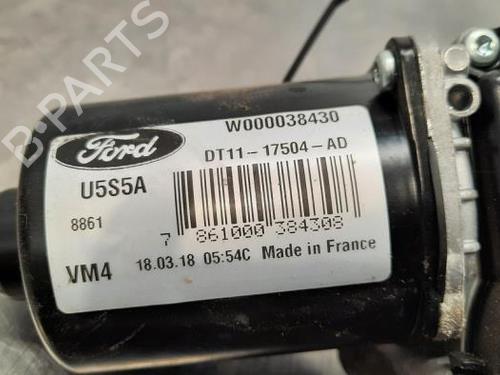 W000038430
Ford
DT11-17504-AD
U5S5A
8861
7 861000 384308
VM4 18.03.18 05:54C Made in France